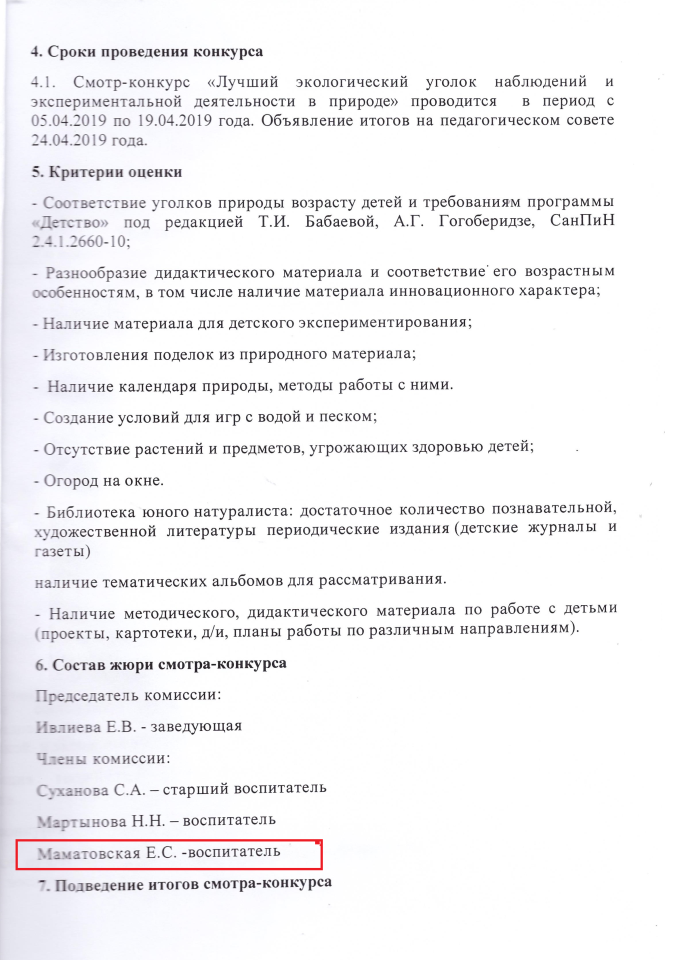 4. Сроки проведения конкурса
4.1. Смотр-конкурс «Лучший экологический уголок наблюдений и
экспериментальной деятельности в природе» проводится в период с
05.04.2019 по 19.04.2019 года. Объявление итогов на педагогическом совете
24.04.2019 года.
5. Критерии оценки
- Соответствие уголков природы возрасту детей и требованиям программы
«Детство» под редакцией Т.И. Бабаевой, А.Г. Гогоберидзе, СанПиН
2.4.1.2660-10;
- Разнообразие дидактического материала и соответствие его возрастным
особенностям, в том числе наличие материала инновационного характера;
- Наличие материала для детского экспериментирования;
- Изготовления поделок из природного материала;
- Наличие календаря природы, методы работы с ними.
- Создание условий для игр с водой и песком;
- Отсутствие растений и предметов, угрожающих здоровью детей;
- Огород на окне.
- Библиотека юного натуралиста: достаточное количество познавательной,
художественной литературы периодические издания (детские журналы и
газеты)
наличие тематических альбомов для рассматривания.
- Наличие методического, дидактического материала по работе с детьми
(проекты, картотеки, д/и, планы работы по различным направлениям).
6. Состав жюри смотра-конкурса
Председатель комиссии:
Ивлиева Е.В. - заведующая
Члены комиссии:
Суханова С.А. – старший воспитатель
Мартынова Н.Н. – воспитатель
Маматовская Е.С. -воспитатель
7. Подведение итогов смотра-конкурса